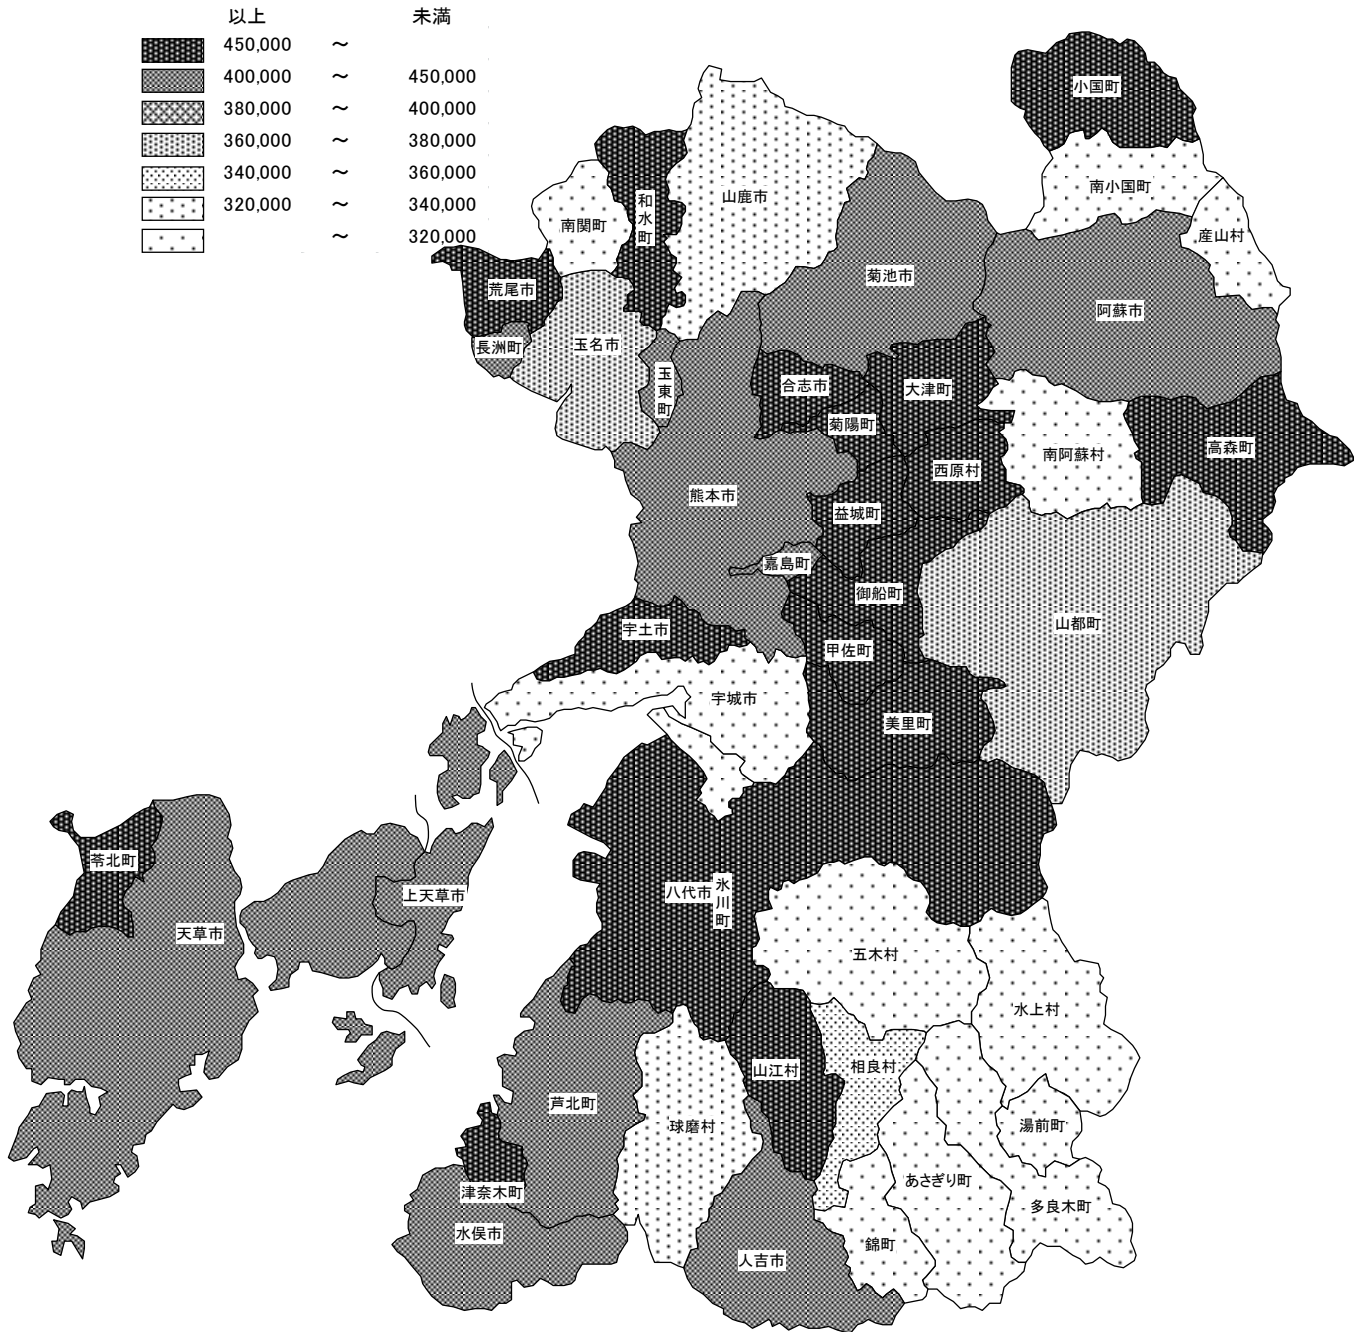 以上 未満
450,000 ～
400,000 ～ 450,000
380,000 ～ 400,000
360,000 ～ 380,000
340,000 ～ 360,000
320,000 ～ 340,000
～ 320,000
小国町
南小国町
産山村
山鹿市
和水町
南関町
荒尾市
長洲町
玉名市
玉東町
菊池市
阿蘇市
合志市
大津町
菊陽町
南阿蘇村
高森町
西原村
熊本市
益城町
嘉島町
御船町
山都町
宇土市
甲佐町
宇城市
美里町
苓北町
上天草市
天草市
八代市
氷川町
五木村
水上村
山江村
相良村
芦北町
球磨村
湯前町
あさぎり町
多良木町
津奈木町
水俣市
錦町
人吉市